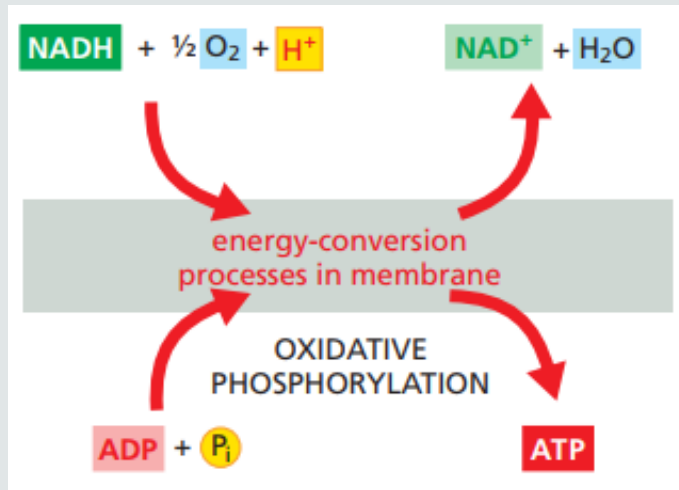 NADH + ½ O₂ + H⁺ NAD⁺ + H₂O
energy-conversion
processes in membrane
OXIDATIVE
PHOSPHORYLATION
ADP + Pᵢ ATP